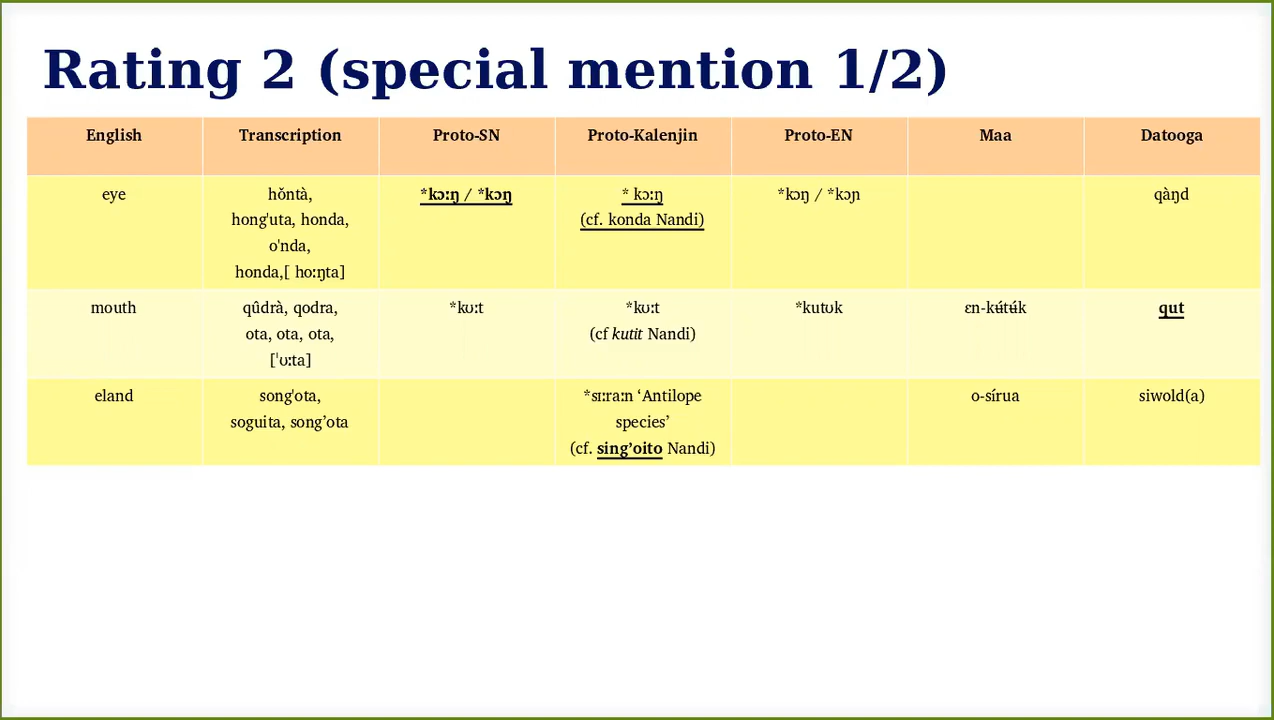 Rating 2 (special mention 1/2)
English Transcription Proto-SN Proto-Kalenjin Proto-EN Maa Datooga
eye hǒntà, *kɔːŋ / *kɔŋ * kɔːŋ *kɔŋ / *kɔɲ qàŋd
hong'uta, honda, (cf. konda Nandi)
o'nda,
honda,[ hoːŋta]
mouth qûdrà, qodra, *kʊːt *kʊːt *kutʊk ɛn-kʉ́tʉ́k qut
ota, ota, ota, (cf kutit Nandi)
[ˈʊːta]
eland song'ota, *sɪːraːn ‘Antilope o-sírua siwold(a)
soguita, song’ota species’
(cf. sing’oito Nandi)